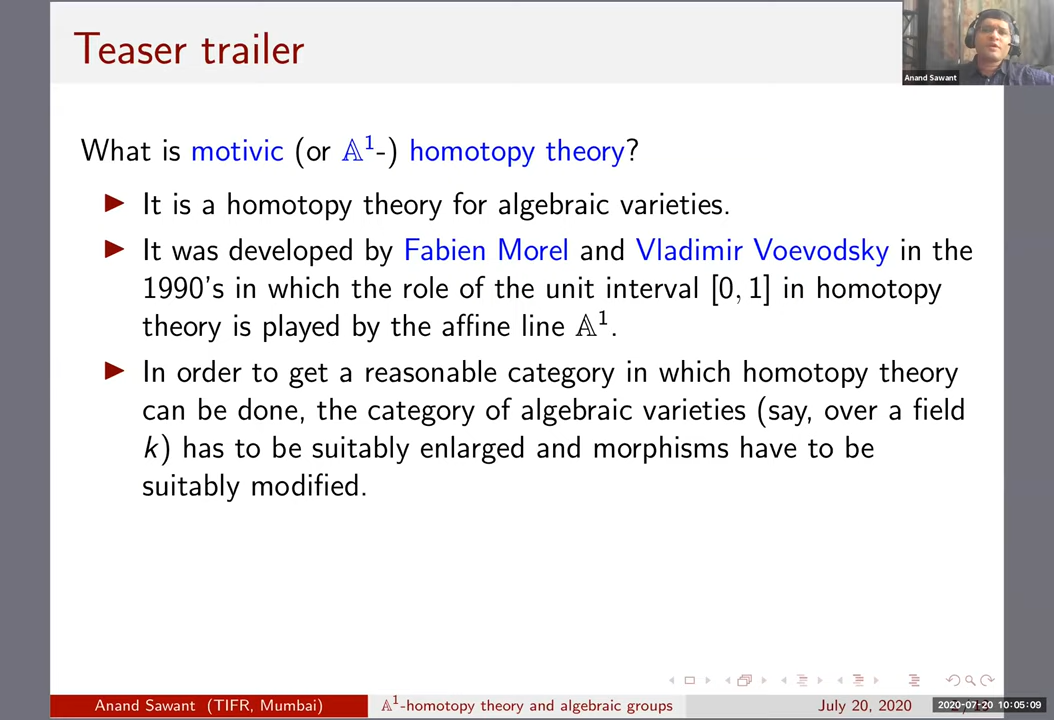 Teaser trailer
Anand Sawant
What is motivic (or 𝔸¹-) homotopy theory?
It is a homotopy theory for algebraic varieties.
It was developed by Fabien Morel and Vladimir Voevodsky in the
1990's in which the role of the unit interval [0, 1] in homotopy
theory is played by the affine line 𝔸¹.
In order to get a reasonable category in which homotopy theory
can be done, the category of algebraic varieties (say, over a field
k) has to be suitably enlarged and morphisms have to be
suitably modified.
Anand Sawant (TIFR, Mumbai)
𝔸¹-homotopy theory and algebraic groups
July 20, 2020
2020-07-20 10:05:09